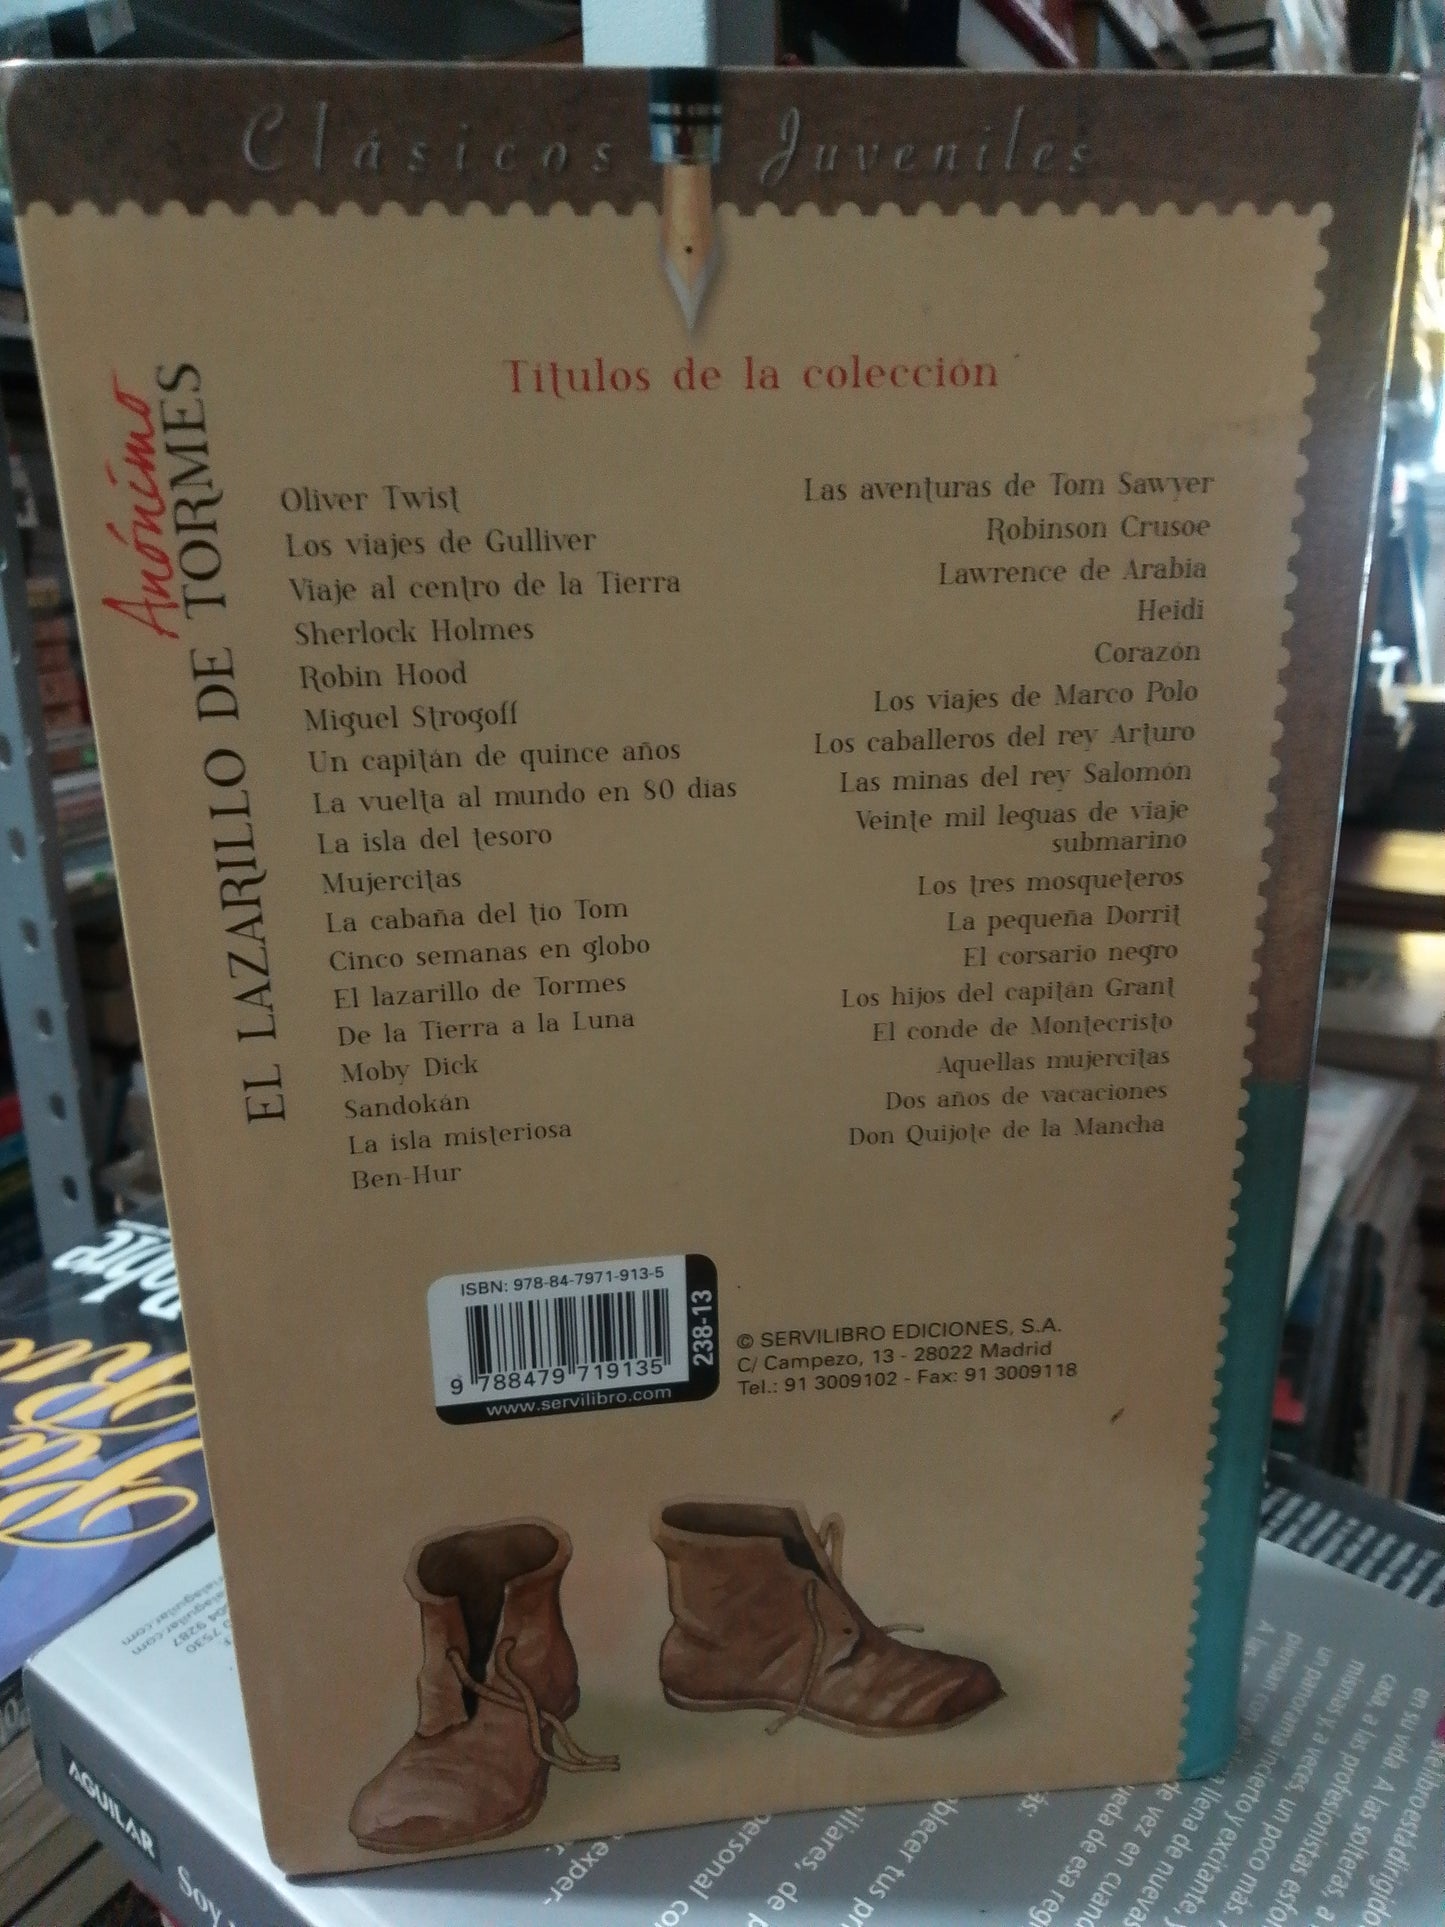 Clásicos Juveniles
Anónimo
EL LAZARILLO DE TORMES
Títulos de la colección
Oliver Twist
Los viajes de Gulliver
Viaje al centro de la Tierra
Sherlock Holmes
Robin Hood
Miguel Strogoff
Un capitán de quince años
La vuelta al mundo en 80 días
La isla del tesoro
Mujercitas
La cabaña del tío Tom
Cinco semanas en globo
El lazarillo de Tormes
De la Tierra a la Luna
Moby Dick
Sandokán
La isla misteriosa
Ben-Hur
Las aventuras de Tom Sawyer
Robinson Crusoe
Lawrence de Arabia
Heidi
Corazón
Los viajes de Marco Polo
Los caballeros del rey Arturo
Las minas del rey Salomón
Veinte mil leguas de viaje
submarino
Los tres mosqueteros
La pequeña Dorrit
El corsario negro
Los hijos del capitán Grant
El conde de Montecristo
Aquellas mujercitas
Dos años de vacaciones
Don Quijote de la Mancha
ISBN: 978-84-7971-913-5
9 788479 719135
238-13
www.servilibro.com
© SERVILIBRO EDICIONES, S.A.
C/ Campezo, 13 - 28022 Madrid
Tel.: 91 3009102 - Fax: 91 3009118
AGUILAR
Soy